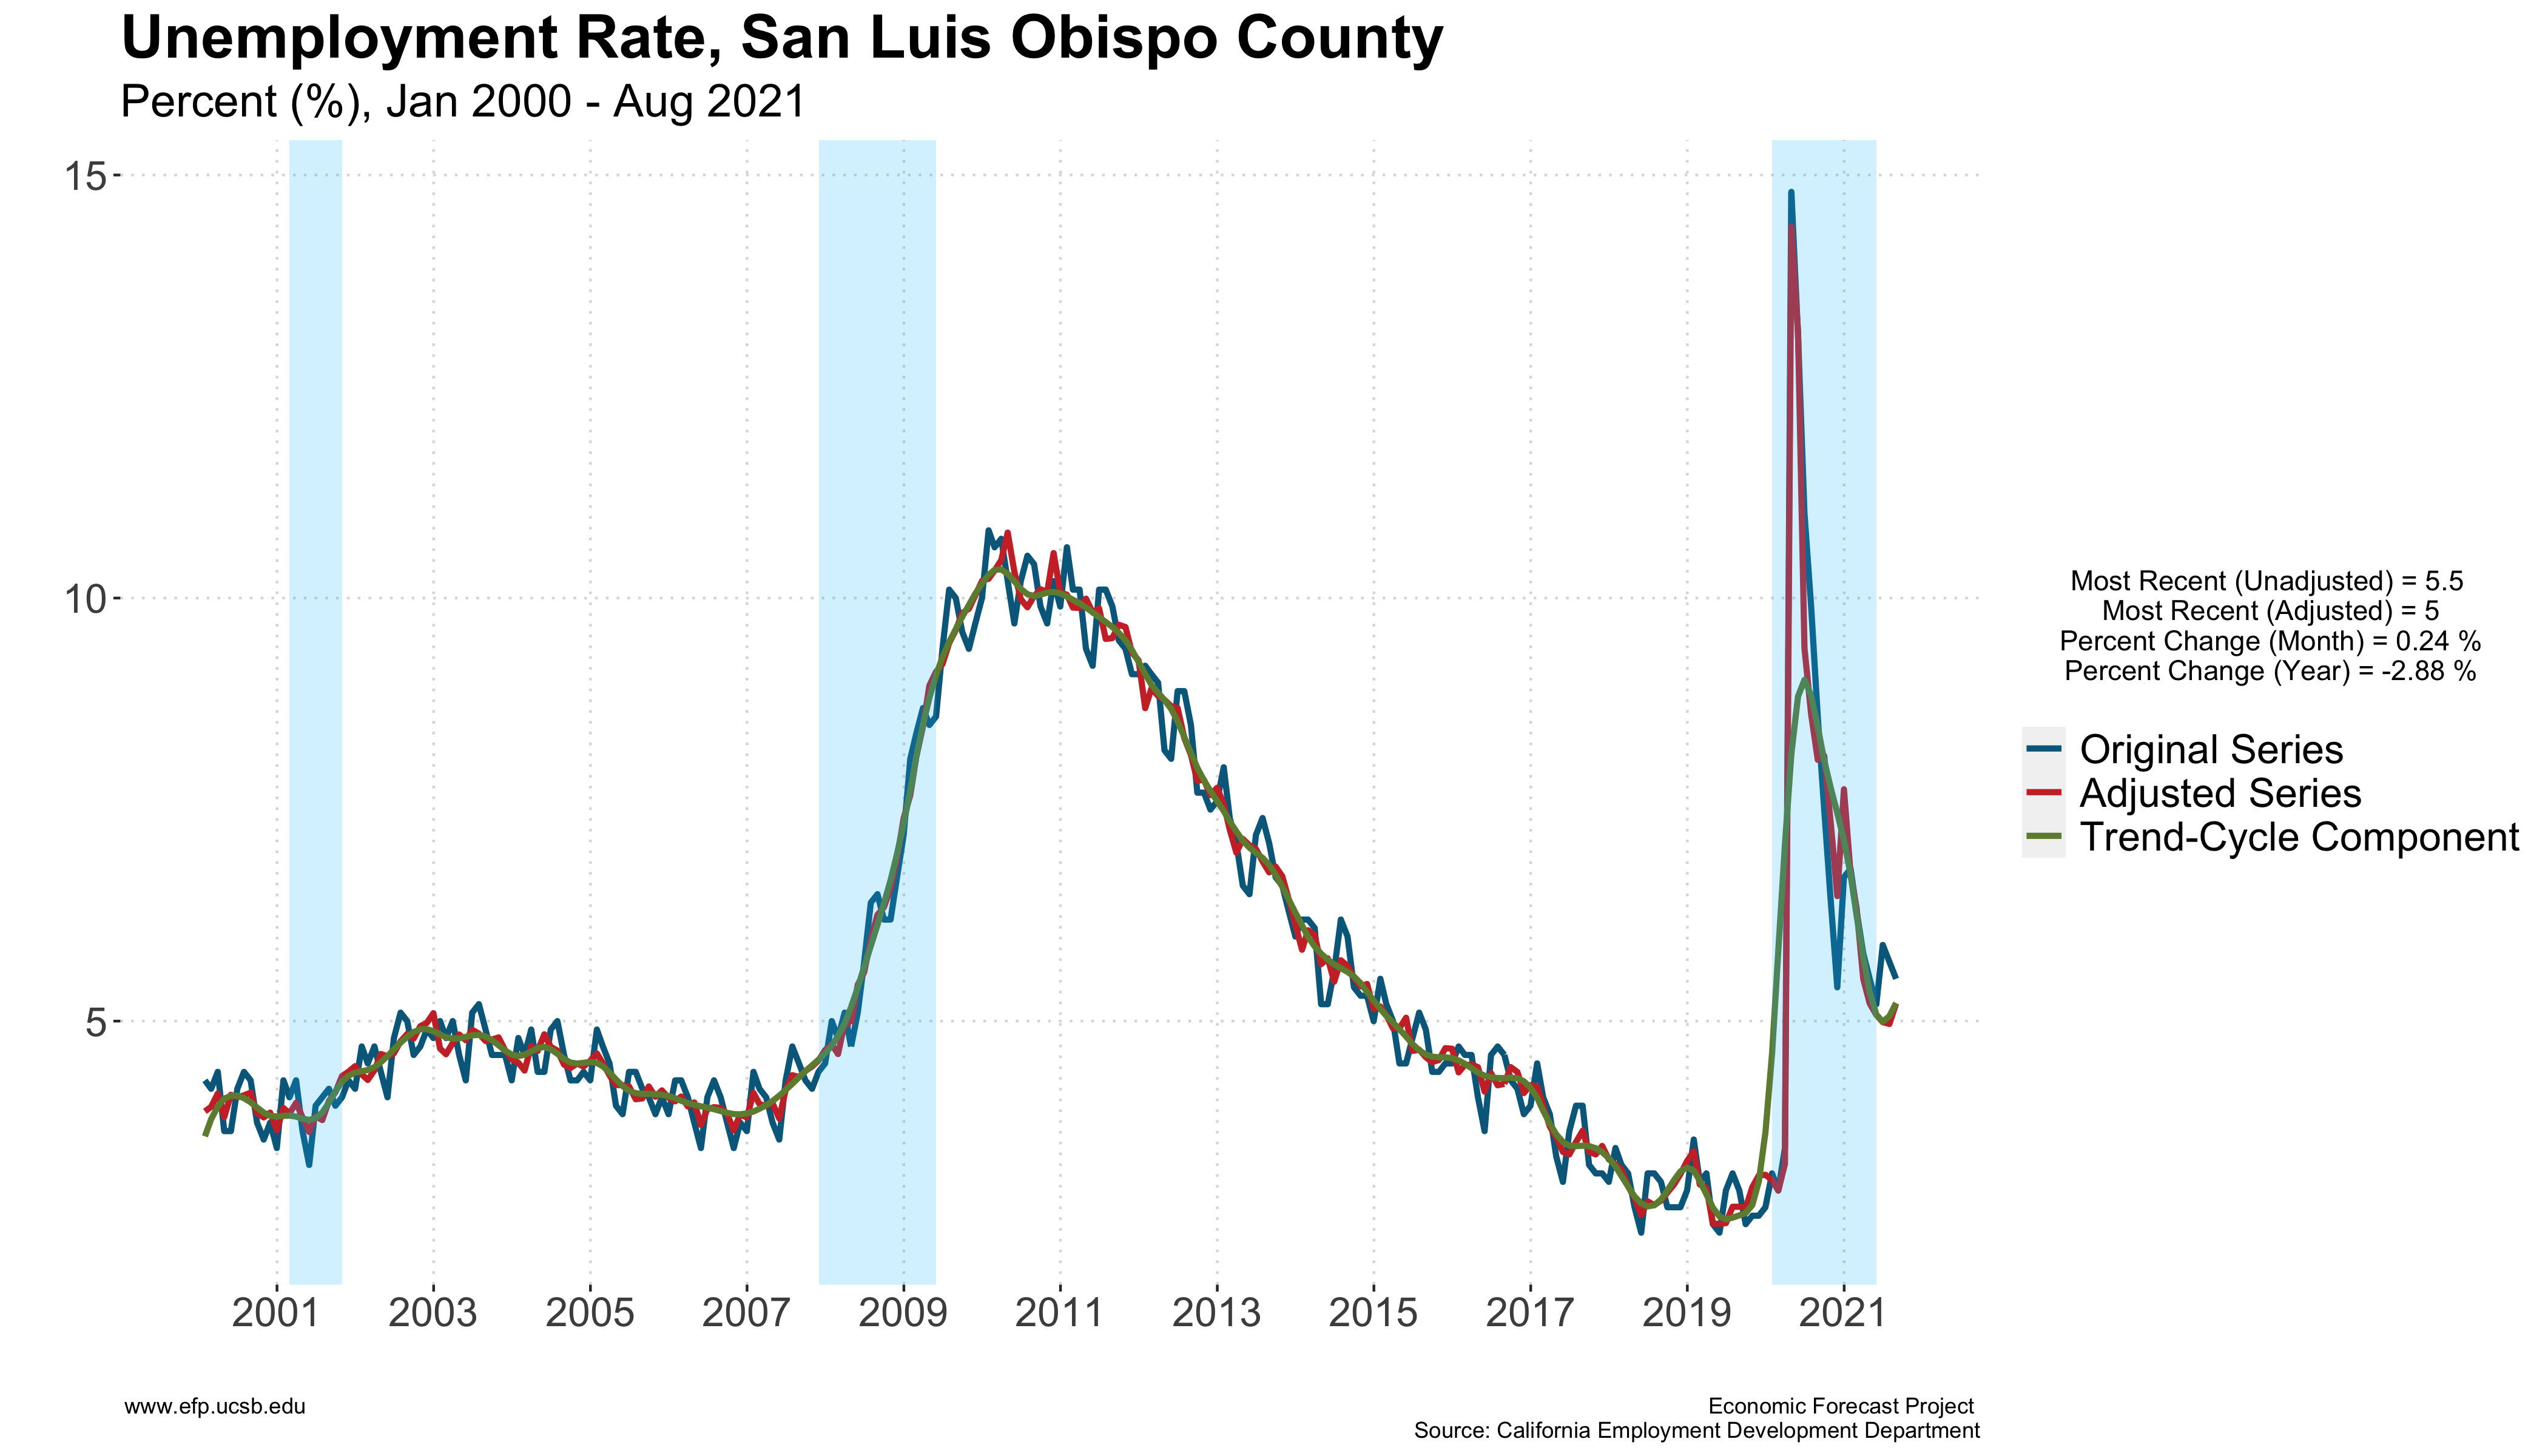 Unemployment Rate, San Luis Obispo County
Percent (%), Jan 2000 - Aug 2021
15
10
5
2001 2003 2005 2007 2009 2011 2013 2015 2017 2019 2021
Most Recent (Unadjusted) = 5.5
Most Recent (Adjusted) = 5
Percent Change (Month) = 0.24 %
Percent Change (Year) = -2.88 %
Original Series
Adjusted Series
Trend-Cycle Component
www.efp.ucsb.edu
Economic Forecast Project
Source: California Employment Development Department